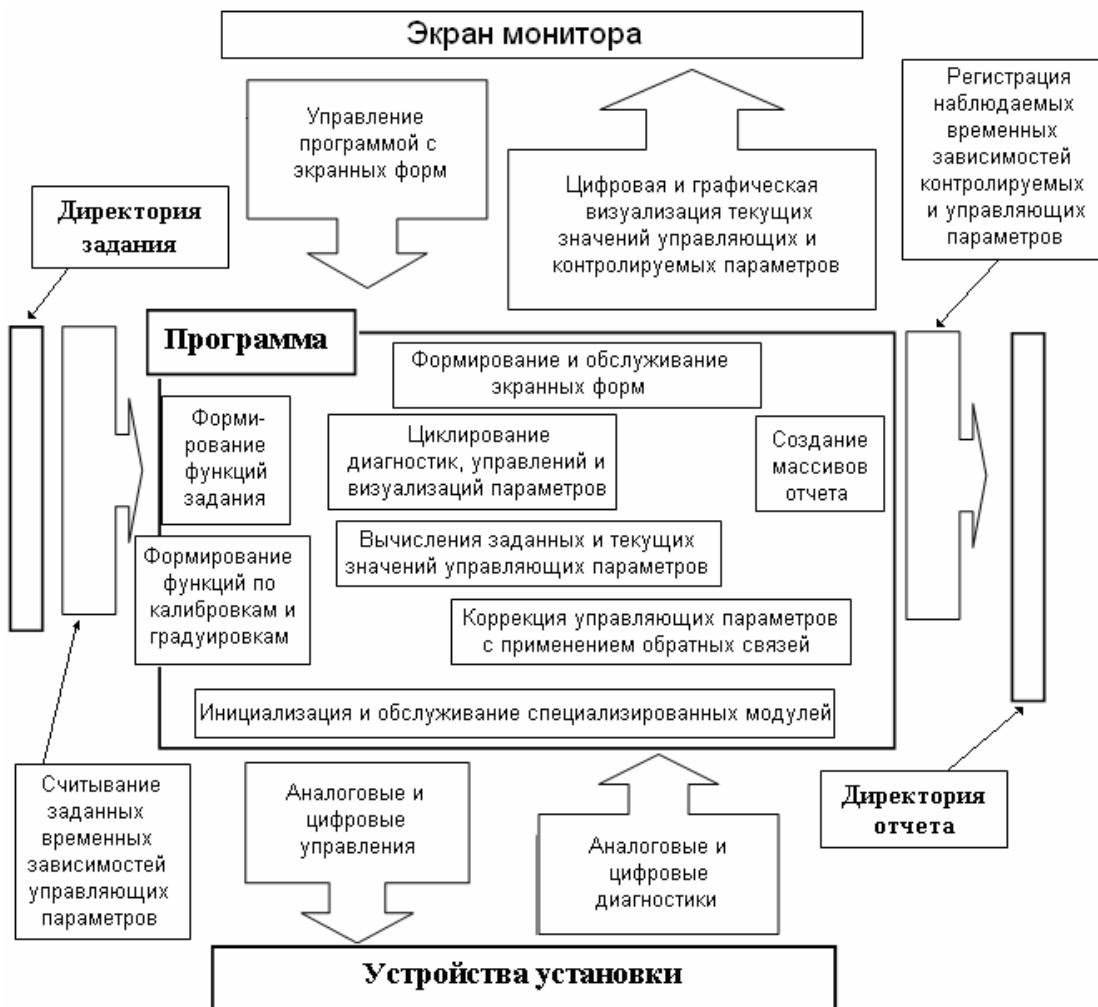 Экран монитора
Управление
программой с
экранных форм
Цифровая и графическая
визуализация текущих
значений управляющих и
контролируемых параметров
Регистрация
наблюдаемых
временных
зависимостей
контролируемых
и управляющих
параметров
Директория
задания
Программа
Формирование и обслуживание
экранных форм
Форми-
рование
функций
задания
Циклирование
диагностик, управлений и
визуализаций параметров
Создание
массивов
отчета
Формирование
функций по
калибровкам и
градуировкам
Вычисления заданных и текущих
значений управляющих параметров
Коррекция управляющих параметров
с применением обратных связей
Инициализация и обслуживание специализированных модулей
Считывание
заданных
временных
зависимостей
управляющих
параметров
Аналоговые и
цифровые
управления
Аналоговые и
цифровые
диагностики
Директория
отчета
Устройства установки